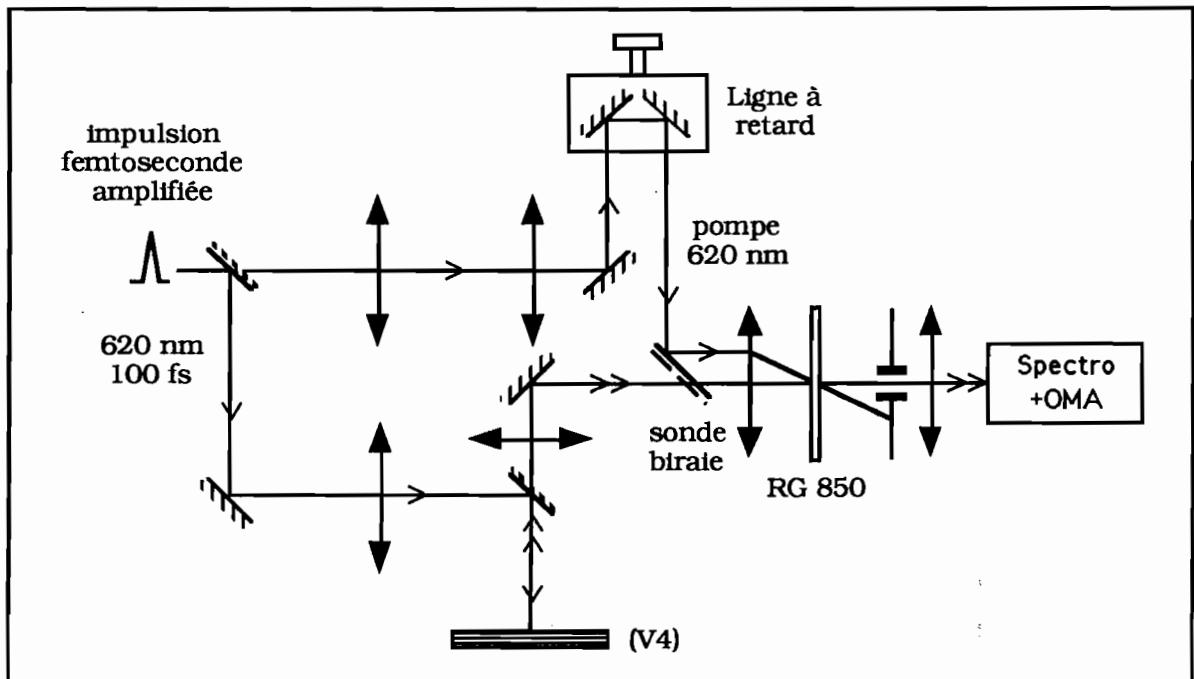 Ligne à
retard
impulsion
femtoseconde
amplifiée
pompe
620 nm
620 nm
100 fs
Spectro
+OMA
sonde
biraie
RG 850
(V4)